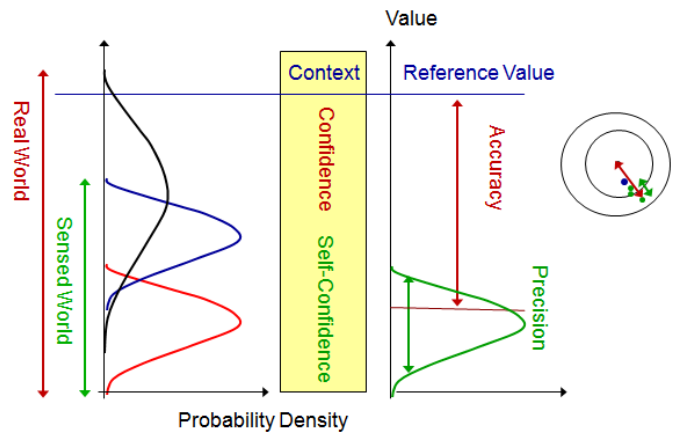 Value
Context
Reference Value
Real World
Sensed World
Confidence
Self-Confidence
Accuracy
Precision
Probability Density